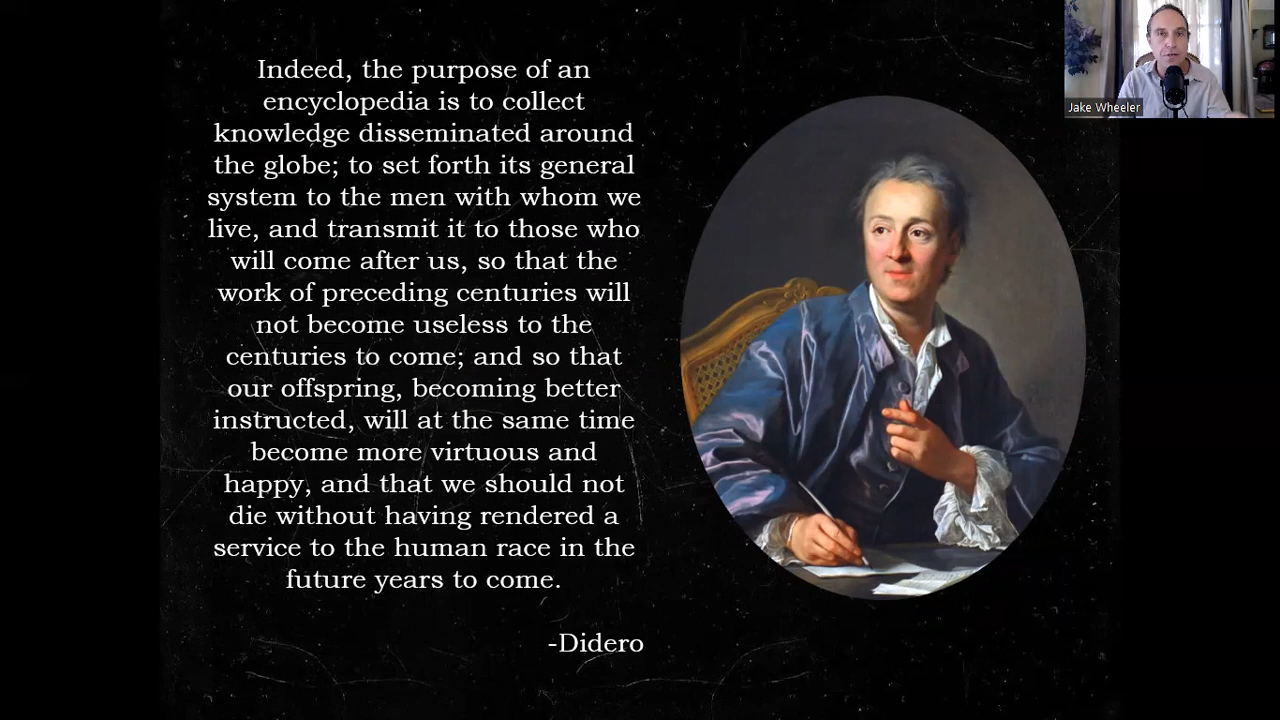 Indeed, the purpose of an
encyclopedia is to collect
knowledge disseminated around
the globe; to set forth its general
system to the men with whom we
live, and transmit it to those who
will come after us, so that the
work of preceding centuries will
not become useless to the
centuries to come; and so that
our offspring, becoming better
instructed, will at the same time
become more virtuous and
happy, and that we should not
die without having rendered a
service to the human race in the
future years to come.
-Didero
Jake Wheeler